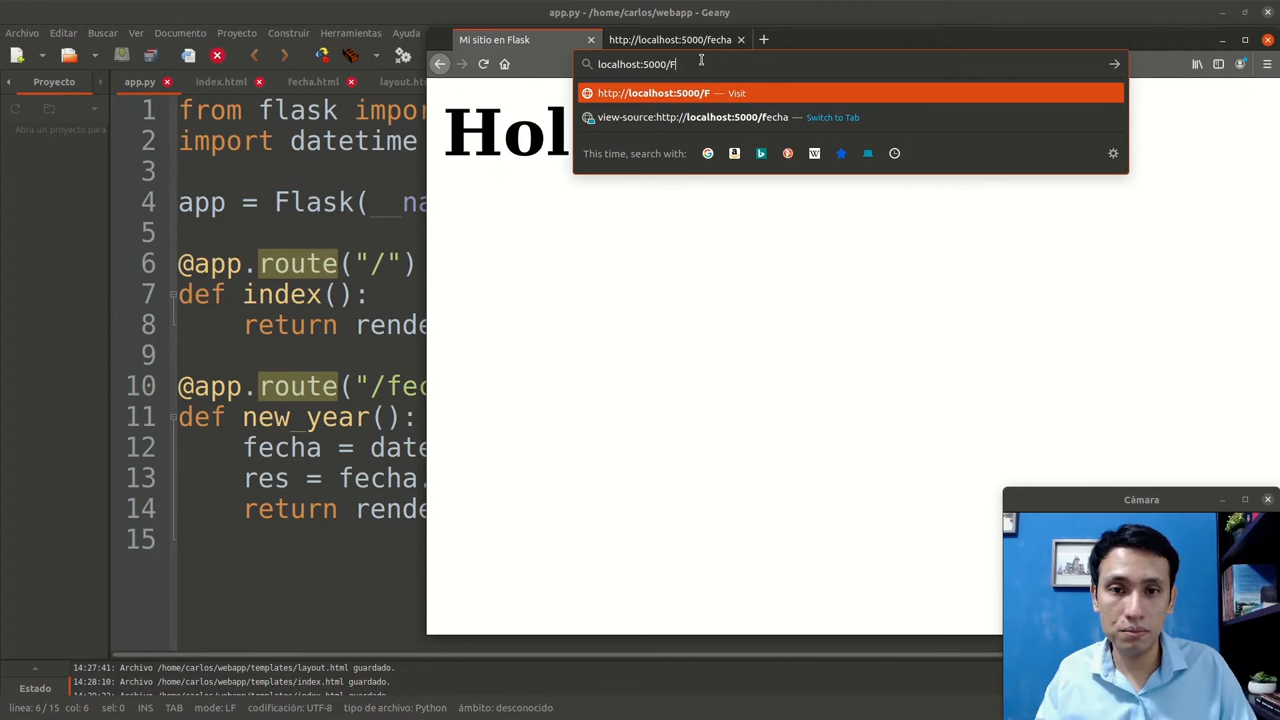 app.py - /home/carlos/webapp - Geany
Archivo Editar Buscar Ver Documento Proyecto Construir Herramientas Ayuda
Proyecto
app.py
index.html
fecha.html
layout.ht
Abra un proyecto para
1 from flask impor
2 import datetime
3
4 app = Flask(__na
5
6 @app.route("/")
7 def index():
8 return rende
9
10 @app.route("/fec
11 def new_year():
12 fecha = date
13 res = fecha.
14 return rende
15
Mi sitio en Flask
http://localhost:5000/fecha
localhost:5000/F
http://localhost:5000/F — Visit
view-source:http://localhost:5000/fecha — Switch to Tab
This time, search with:
Hol
Cámara
Estado
14:27:41: Archivo /home/carlos/webapp/templates/layout.html guardado.
14:28:10: Archivo /home/carlos/webapp/templates/index.html guardado.
línea: 6 / 15 col: 6 sel: 0 INS TAB mode: LF codificación: UTF-8 tipo de archivo: Python ámbito: desconocido